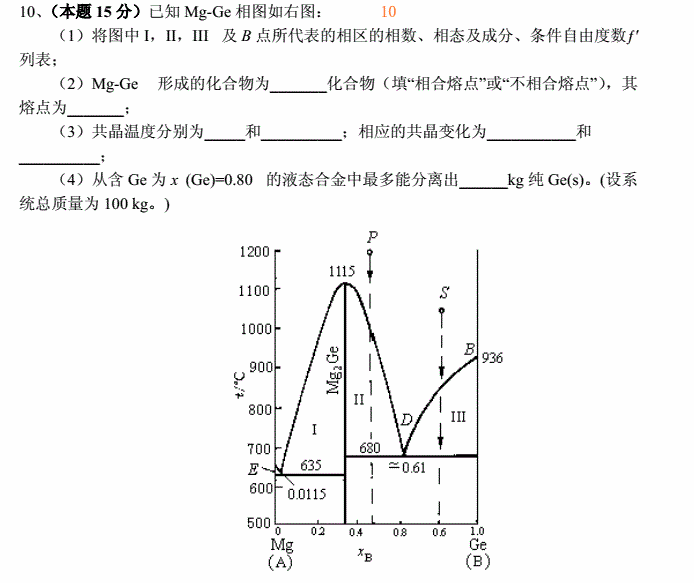 10、(本题 15 分) 已知 Mg-Ge 相图如右图： 10
（1）将图中 I，II，III 及 B 点所代表的相区的相数、相态及成分、条件自由度数f′
列表；
（2）Mg-Ge 形成的化合物为_______化合物（填“相合熔点”或“不相合熔点”），其
熔点为_______；
（3）共晶温度分别为_____和__________；相应的共晶变化为___________和
__________；
（4）从含 Ge 为 x (Ge)=0.80 的液态合金中最多能分离出______kg 纯 Ge(s)。(设系
统总质量为 100 kg。)
1200
P
1115
1100
S
1000
B
936
900
Mg2Ge
t/℃
II
800
D
III
I
700
680
E
635
≃0.61
600
0.0115
500
0 0.2 0.4 0.8 0.6 1.0
Mg xB Ge
(A) (B)